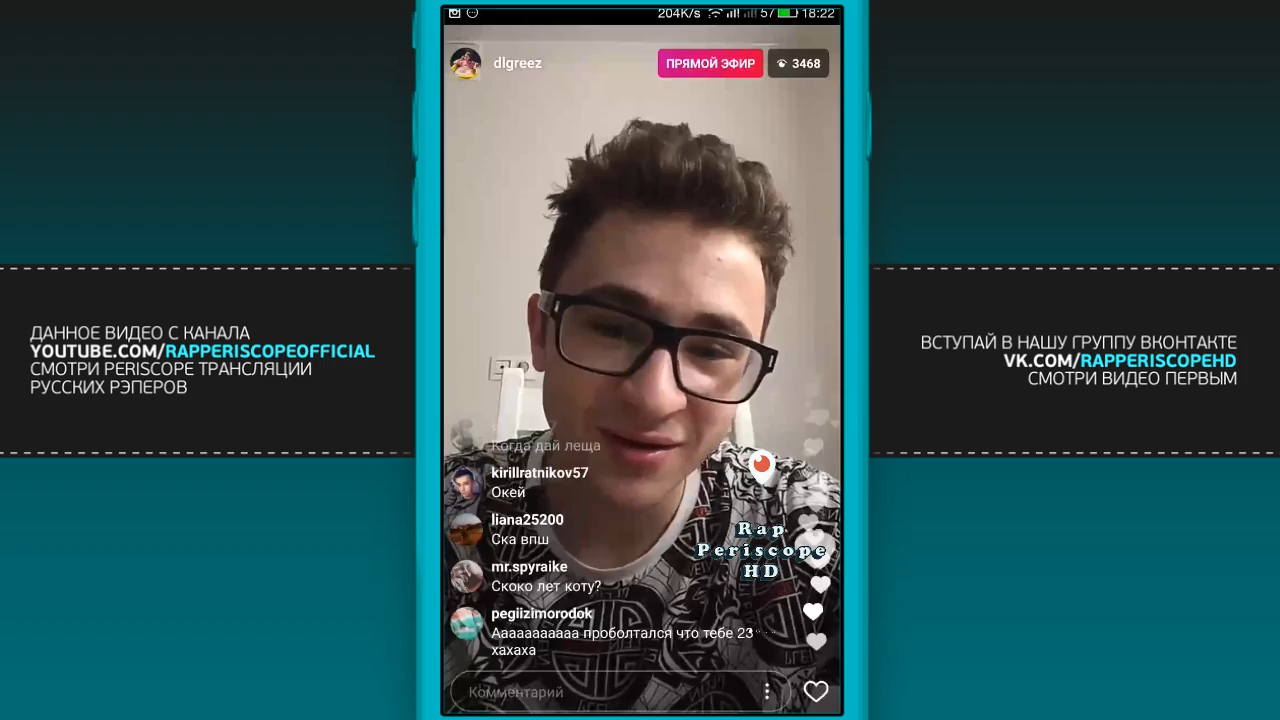 204K/s 57 18:22
dlgreez ПРЯМОЙ ЭФИР 3468
ДАННОЕ ВИДЕО С КАНАЛА
YOUTUBE.COM/RAPPERISCOPEOFFICIAL
СМОТРИ PERISCOPE ТРАНСЛЯЦИИ
РУССКИХ РЭПЕРОВ
ВСТУПАЙ В НАШУ ГРУППУ ВКОНТАКТЕ
VK.COM/RAPPERISCOPEHD
СМОТРИ ВИДЕО ПЕРВЫМ
Когда дай леща
kirillratnikov57
Окей
liana25200
Ска впш
mr.spyraike
Скоко лет коту?
pegiizimorodok
Аааааааааaa проболтался что тебе 23
хахаха
Rap
Periscope
HD
Комментарий